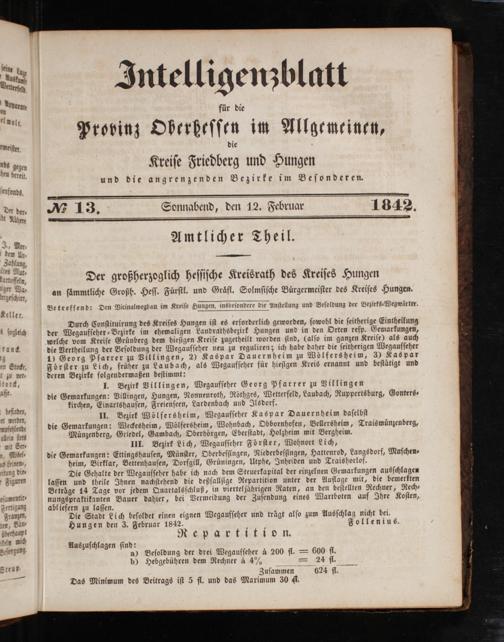 Intelligenzblatt
für die
Provinz Oberhessen im Allgemeinen,
die
Kreise Friedberg und Hungen
und die angrenzenden Bezirke im Besonderen.
№ 13. Sonnabend, den 12. Februar 1842.
Amtlicher Theil.
Der großherzoglich hessische Kreisrath des Kreises Hungen
an sämmtliche Großh. Hess. Fürstl. und Gräfl. Solmsische Bürgermeister des Kreises Hungen.
Betreffend: Den Vicinalwegbau im Kreise Hungen, insbesondere die Anstellung und Besoldung der Bezirks-Wegwärter.
Durch Constituirung des Kreises Hungen ist es erforderlich geworden, sowohl die seitherige Eintheilung
der Wegaufseher-Bezirke im ehemaligen Landrathsbezirk Hungen und in den Orten resp. Gemarkungen,
welche vom Kreise Grünberg dem hiesigen Kreise zugetheilt worden sind, (also im ganzen Kreise) als auch
die Vertheilung der Besoldung der Wegaufseher neu zu regulieren; ich habe daher die seitherigen Wegaufseher
1) Georg Pfarrer zu Billingen, 2) Kaspar Dauernheim zu Wölfersheim, 3) Kaspar
Förster zu Lich, früher zu Laubach, als Wegaufseher für hiesigen Kreis ernannt und bestätigt und
deren Bezirke folgendermaßen bestimmt:
I. Bezirk Billingen, Wegaufseher Georg Pfarrer zu Billingen
die Gemarkungen: Billingen, Hungen, Nonnenroth, Röthges, Wetterfeld, Laubach, Ruppertsburg, Gonters-
kirchen, Einartshausen, Freienseen, Lardenbach und Ilsdorf.
II. Bezirk Wölfersheim, Wegaufseher Kaspar Dauernheim daselbst
die Gemarkungen: Weckesheim, Wölfersheim, Wohnbach, Obbornhofen, Bellersheim, Traismünzenberg,
Münzenberg, Griedel, Gambach, Oberhörgen, Eberstadt, Holzheim mit Bergheim.
III. Bezirk Lich, Wegaufseher Förster, Wohnort Lich,
die Gemarkungen: Ettingshausen, Münster, Oberbessingen, Niederbessingen, Hattenrod, Langsdorf, Muschen-
heim, Birklar, Bettenhausen, Dorfgill, Grüningen, Utphe, Inheiden und Traishorlof.
Die Gehalte der Wegaufseher habe ich nach dem Steuerkapital der einzelnen Gemarkungen ausschlagen
lassen und theile Ihnen nachstehend die desfallsige Repartition unter der Auflage mit, die bemerkten
Beträge 14 Tage vor jedem Quartalsschluß, in vierteljährigen Raten, an den bestellten Rechner, Rech-
nungspraktikanten Bauer dahier, bei Vermeidung der Zusendung eines Wartboten auf Ihre Kosten,
abliefern zu lassen.
Die Stadt Lich besoldet einen eignen Wegaufseher und trägt also zum Ausschlag nicht bei.
Hungen den 3. Februar 1842. Follenius.
Repartition.
Auszuschlagen sind:
a) Besoldung der drei Wegaufseher à 200 fl. = 600 fl.
b) Hebgebühren dem Rechner à 4% = 24 fl.
Zusammen 624 fl.
Das Minimum des Beitrags ist 5 fl. und das Maximum 30 fl.